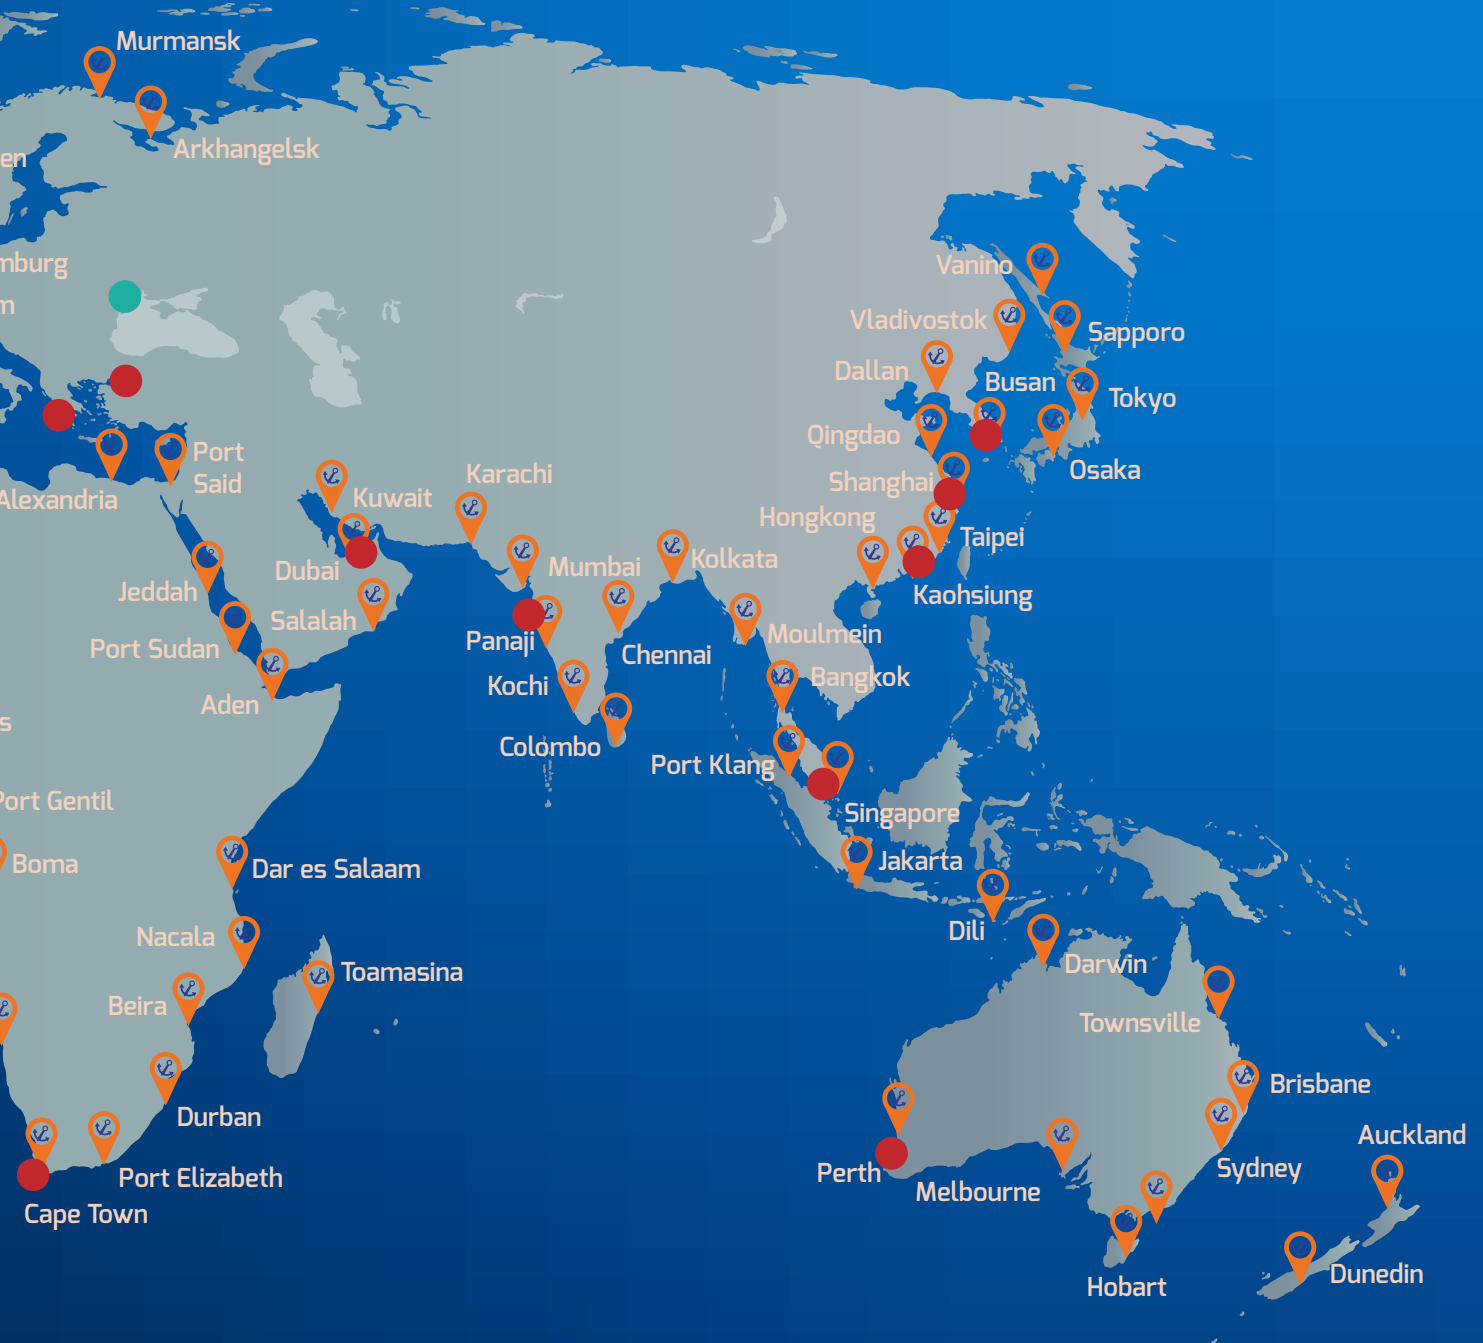 Murmansk
Arkhangelsk
en
mburg
m
Vanino
Vladivostok
Sapporo
Dallan
Busan
Tokyo
Qingdao
Osaka
Port
Said
Karachi
Shanghai
Alexandria
Kuwait
Hongkong
Taipei
Mumbai
Kolkata
Dubai
Jeddah
Kaohsiung
Salalah
Panaji
Moulmein
Port Sudan
Chennai
Bangkok
Kochi
Aden
s
Colombo
Port Klang
Port Gentil
Singapore
Boma
Dar es Salaam
Jakarta
Nacala
Dili
Toamasina
Darwin
Beira
Townsville
Durban
Brisbane
Auckland
Port Elizabeth
Perth
Sydney
Melbourne
Cape Town
Dunedin
Hobart